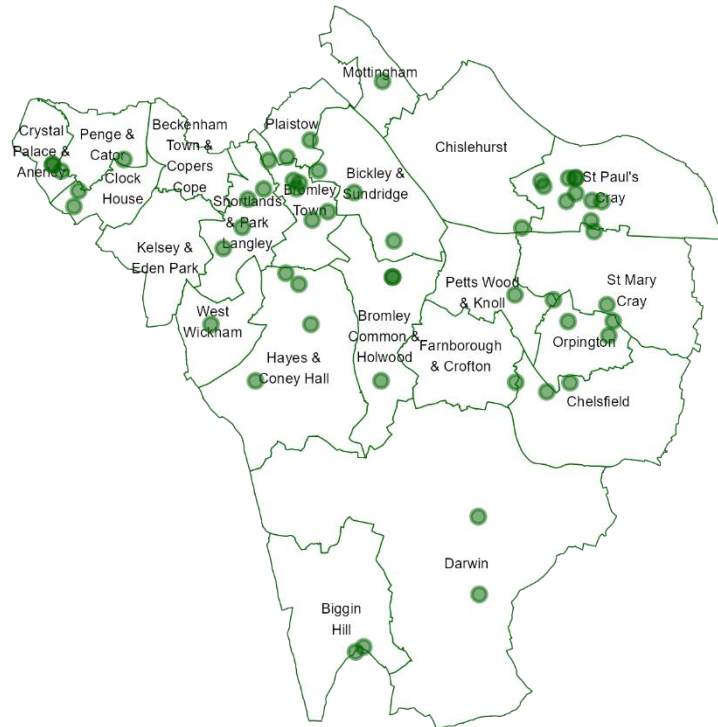 Mottingham
Crystal
Palace &
Anerley
Penge &
Cator
Clock
House
Beckenham
Town &
Copers
Cope
Plaistow
Chislehurst
St Paul's
Cray
Bickley &
Sundridge
Bromley
Town
Shortlands
& Park
Langley
Kelsey &
Eden Park
West
Wickham
Hayes &
Coney Hall
Bromley
Common &
Holwood
Petts Wood
& Knoll
St Mary
Cray
Farnborough
& Crofton
Orpington
Chelsfield
Darwin
Biggin
Hill